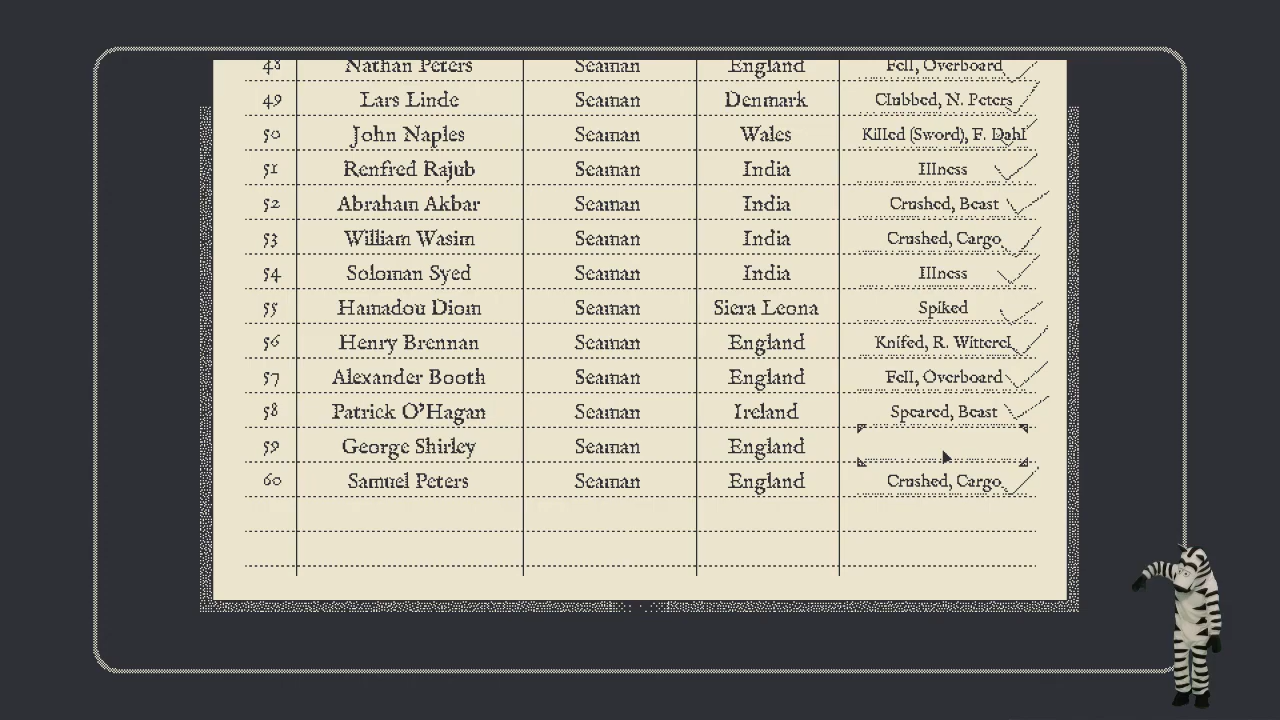 48 Nathan Peters Seaman England Fell, Overboard
49 Lars Linde Seaman Denmark Clubbed, N. Peters
50 John Naples Seaman Wales Killed (Sword), F. Dahl
51 Renfred Rajub Seaman India Illness
52 Abraham Akbar Seaman India Crushed, Beast
53 William Wasim Seaman India Crushed, Cargo
54 Soloman Syed Seaman India Illness
55 Hamadou Diom Seaman Siera Leona Spiked
56 Henry Brennan Seaman England Knifed, R. Witterel
57 Alexander Booth Seaman England Fell, Overboard
58 Patrick O'Hagan Seaman Ireland Speared, Beast
59 George Shirley Seaman England
60 Samuel Peters Seaman England Crushed, Cargo